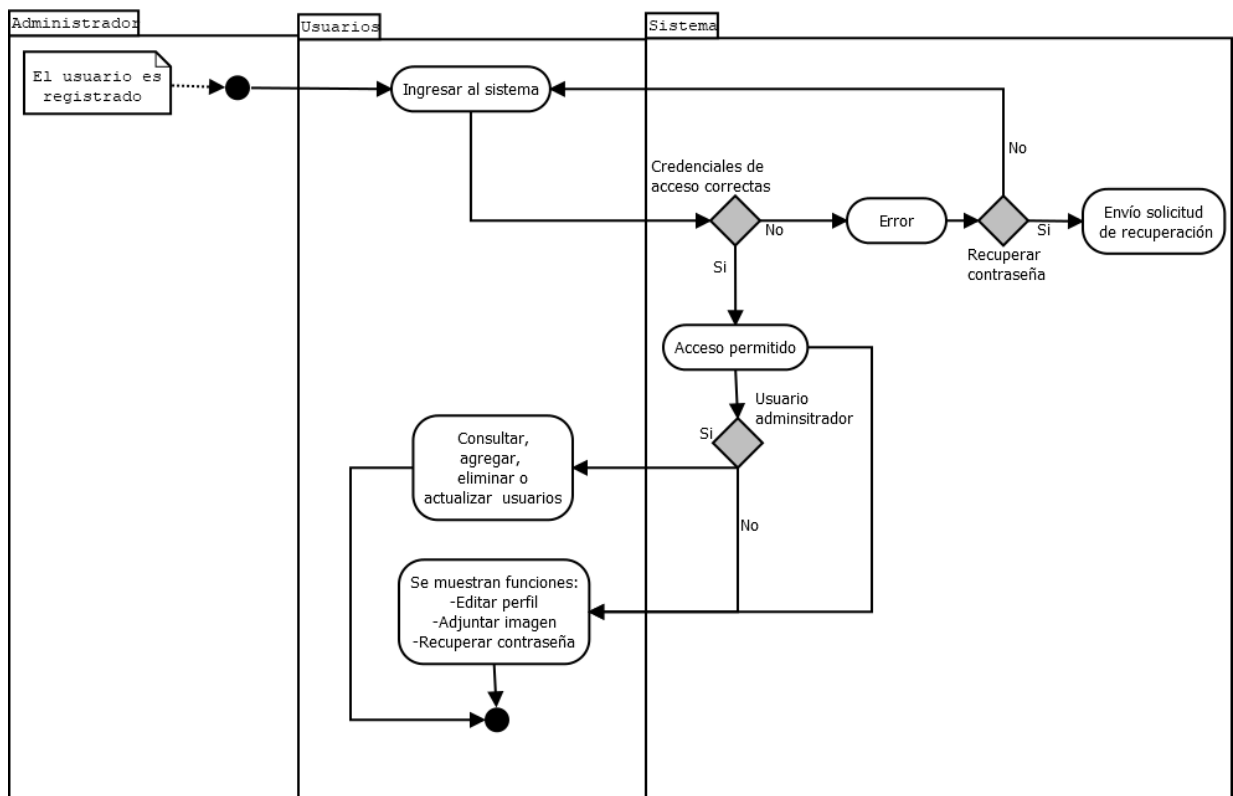 Administrador
Usuarios
Sistema
El usuario es
registrado
Ingresar al sistema
No
Credenciales de
acceso correctas
No
Error
Si
Envío solicitud
de recuperación
Recuperar
contraseña
Si
Acceso permitido
Usuario
adminsitrador
Si
Consultar,
agregar,
eliminar o
actualizar usuarios
No
Se muestran funciones:
-Editar perfil
-Adjuntar imagen
-Recuperar contraseña